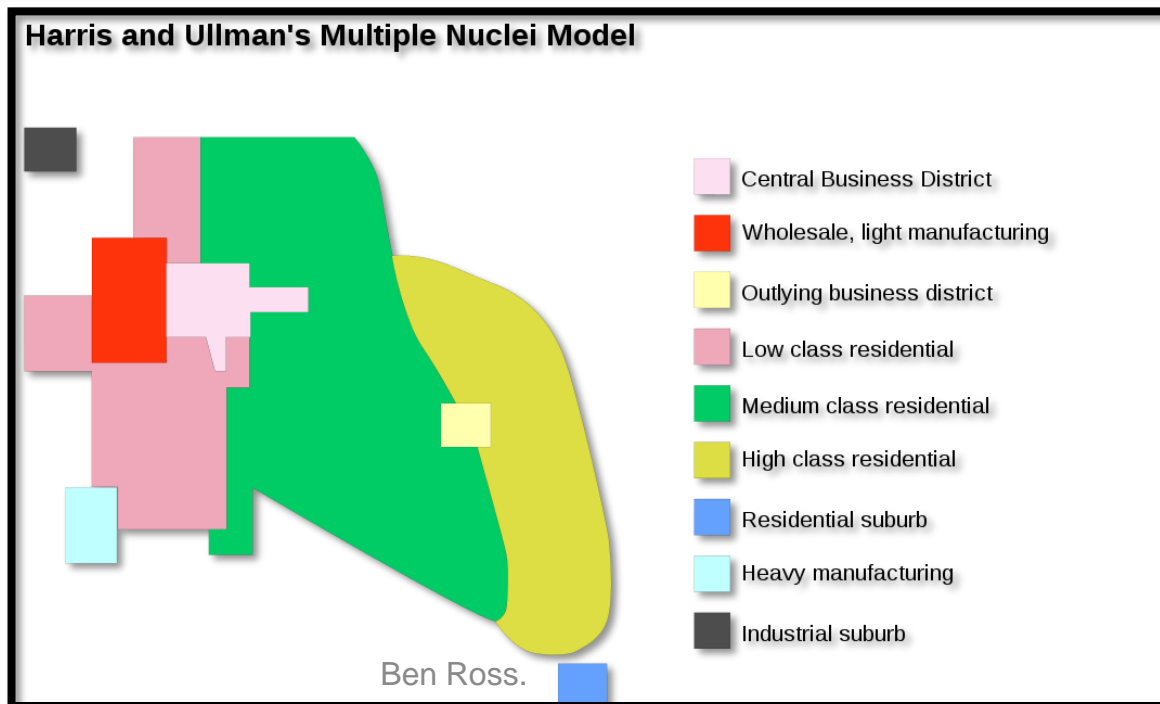 Harris and Ullman's Multiple Nuclei Model
Central Business District
Wholesale, light manufacturing
Outlying business district
Low class residential
Medium class residential
High class residential
Residential suburb
Heavy manufacturing
Industrial suburb
Ben Ross.